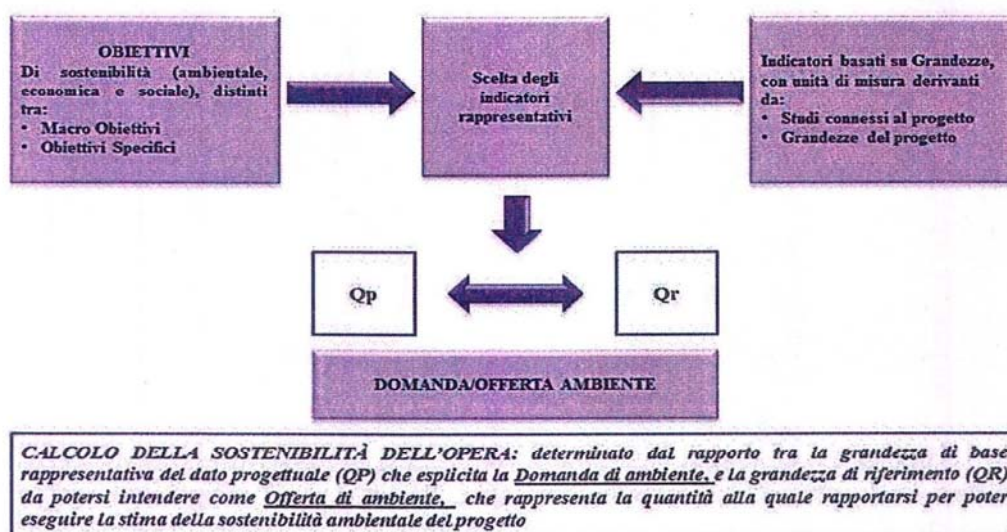 OBIETTIVI
Di sostenibilità (ambientale,
economica e sociale), distinti
tra:
• Macro Obiettivi
• Obiettivi Specifici
Scelta degli
indicatori
rappresentativi
Indicatori basati su Grandezze,
con unità di misura derivanti
da:
• Studi connessi al progetto
• Grandezze del progetto
Qp
Qr
DOMANDA/OFFERTA AMBIENTE
CALCOLO DELLA SOSTENIBILITÀ DELL'OPERA: determinato dal rapporto tra la grandezza di base
rappresentativa del dato progettuale (QP) che esplicita la Domanda di ambiente, e la grandezza di riferimento (QR)
da potersi intendere come Offerta di ambiente, che rappresenta la quantità alla quale rapportarsi per poter
eseguire la stima della sostenibilità ambientale del progetto